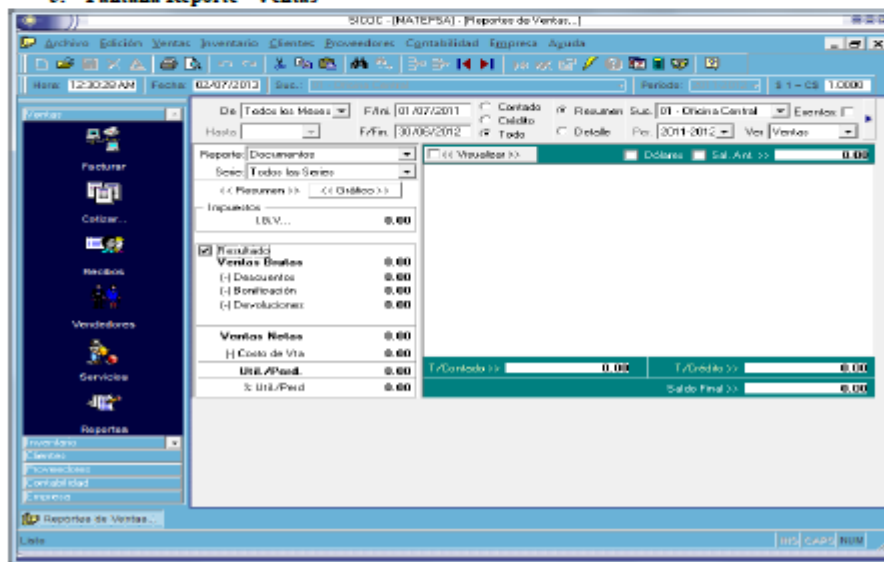 Pantalla Reporte - Ventas
SICOC - [MATEPSA] - [Reportes de Ventas...]
Archivo Edición Ventas Inventario Clientes Proveedores Contabilidad Empresa Ayuda
Hora: 12:30:28 AM Fecha: 02/07/2013 Suc.: Periodo: $ 1 - C$ 1.0000
Ventas
Facturar
Cotizar...
Recibos
Vendedores
Servicios
Reportes
Inventario
Clientes
Proveedores
Contabilidad
Empresa
De Todos los Meses F/Ini. 01/07/2011 Contado Resumen Suc. 01 - Oficina Central Exentos
Hasta F/Fin. 30/06/2012 Crédito Todo Detalle Per. 2011-2012 Ver Ventas
Reporte: Documentos << Visualizar >> Dólares Sal. Ant. >> 0.00
Serie: Todas las Series
<< Resumen >> << Gráfico >>
Impuestos
I.G.V... 0.00
Resultado
Ventas Brutas 0.00
(-) Descuentos 0.00
(-) Bonificación 0.00
(-) Devoluciones 0.00
Ventas Netas 0.00
(-) Costo de Vta 0.00
Util./Perd. 0.00
% Util./Perd 0.00
T/Contado >> 0.00 T/Crédito >> 0.00
Saldo Final >> 0.00
Reportes de Ventas...
Listo INS CAPS NUM